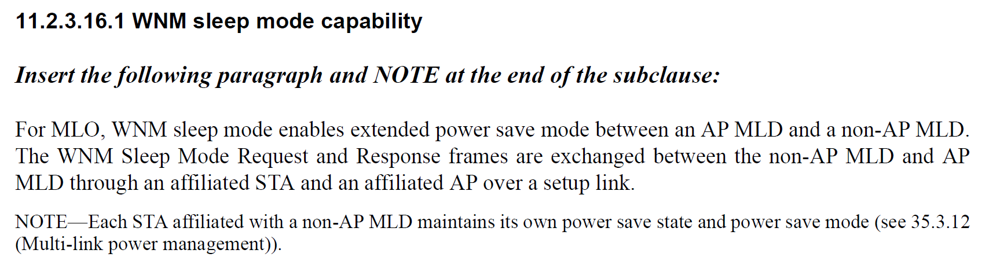 11.2.3.16.1 WNM sleep mode capability
Insert the following paragraph and NOTE at the end of the subclause:
For MLO, WNM sleep mode enables extended power save mode between an AP MLD and a non-AP MLD.
The WNM Sleep Mode Request and Response frames are exchanged between the non-AP MLD and AP
MLD through an affiliated STA and an affiliated AP over a setup link.
NOTE—Each STA affiliated with a non-AP MLD maintains its own power save state and power save mode (see 35.3.12
(Multi-link power management)).